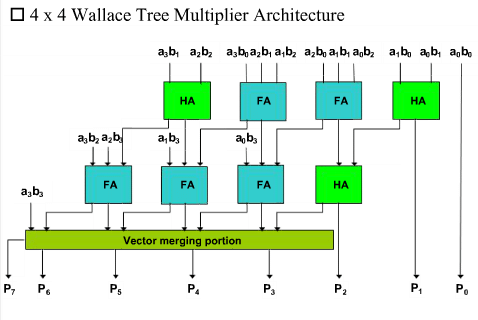 4 x 4 Wallace Tree Multiplier Architecture
a₃b₁ a₂b₂ a₃b₀ a₂b₁ a₁b₂ a₂b₀ a₁b₁ a₀b₂ a₁b₀ a₀b₁ a₀b₀
HA FA FA HA
a₃b₂ a₂b₃ a₁b₃ a₀b₃
FA FA FA HA
a₃b₃
Vector merging portion
P₇ P₆ P₅ P₄ P₃ P₂ P₁ P₀